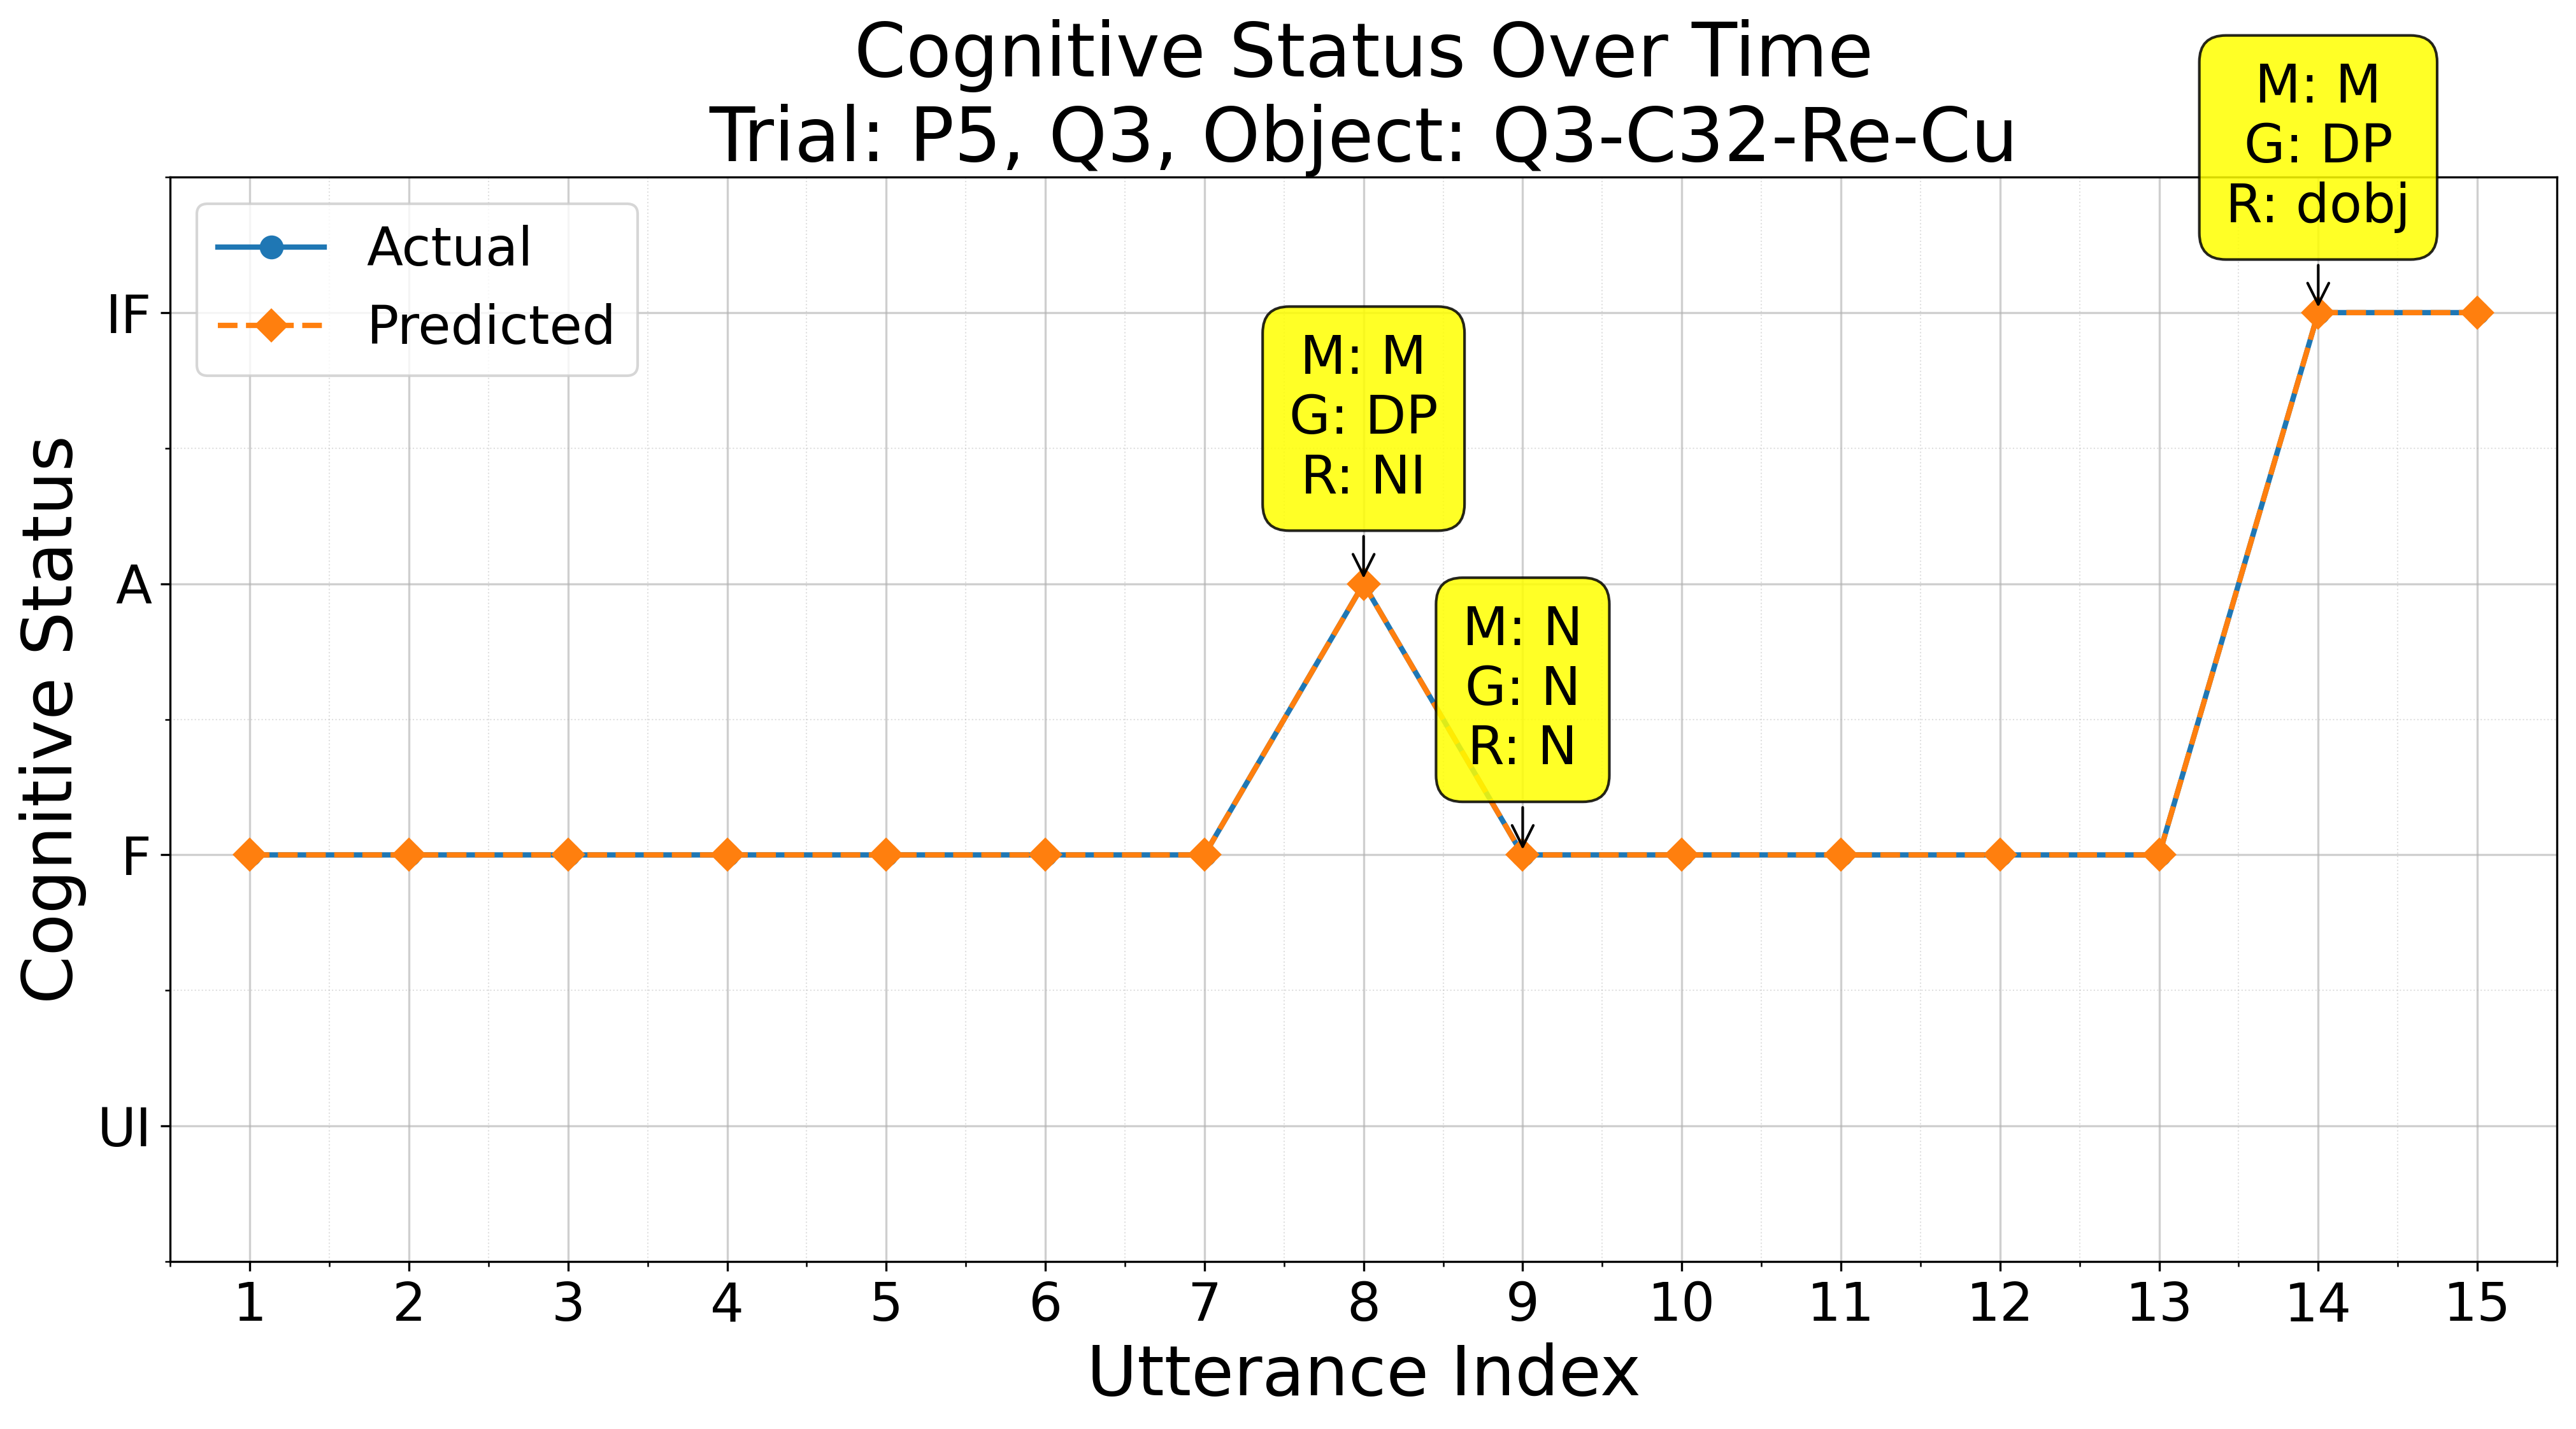 Cognitive Status Over Time
Trial: P5, Q3, Object: Q3-C32-Re-Cu
M: M
G: DP
R: dobj
Actual
Predicted
M: M
G: DP
R: NI
M: N
G: N
R: N
Cognitive Status
IF
A
F
UI
1 2 3 4 5 6 7 8 9 10 11 12 13 14 15
Utterance Index